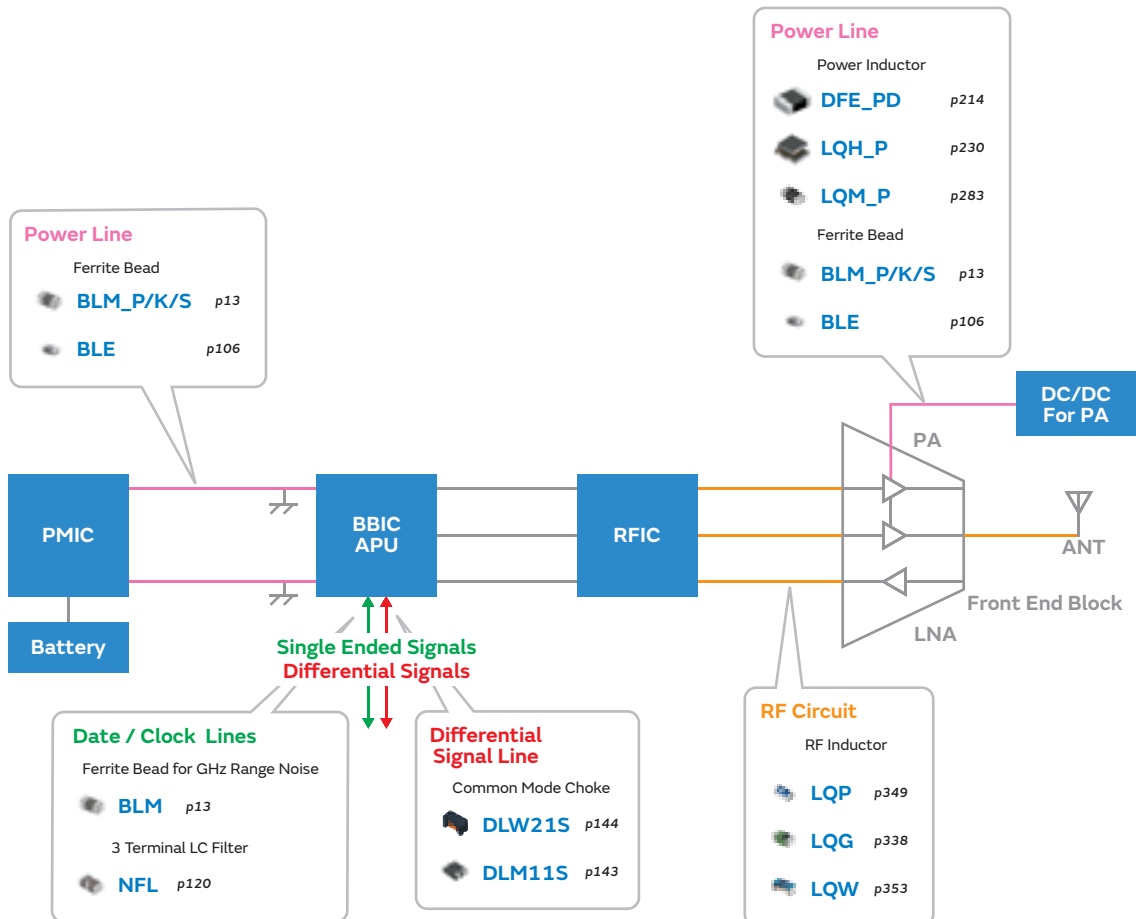 Power Line
Power Inductor
DFE_PD p214
LQH_P p230
LQM_P p283
Ferrite Bead
BLM_P/K/S p13
BLE p106
Power Line
Ferrite Bead
BLM_P/K/S p13
BLE p106
DC/DC
For PA
PA
PMIC
BBIC
APU
RFIC
ANT
Front End Block
LNA
Battery
Single Ended Signals
Differential Signals
Date / Clock Lines
Ferrite Bead for GHz Range Noise
BLM p13
3 Terminal LC Filter
NFL p120
Differential
Signal Line
Common Mode Choke
DLW21S p144
DLM11S p143
RF Circuit
RF Inductor
LQP p349
LQG p338
LQW p353